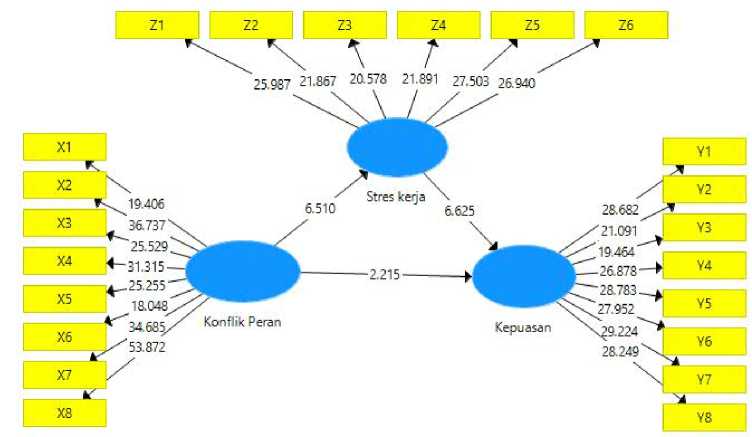 Z1 Z2 Z3 Z4 Z5 Z6
25.987 21.867 20.578 21.891 27.503 26.940
Stres kerja
X1
X2
X3
X4
X5
X6
X7
X8
19.406
36.737
25.529
31.315
25.255
18.048
34.685
53.872
Konflik Peran
6.510
6.625
2.215
Kepuasan
28.682
21.091
19.464
26.878
28.783
27.952
29.224
28.249
Y1
Y2
Y3
Y4
Y5
Y6
Y7
Y8